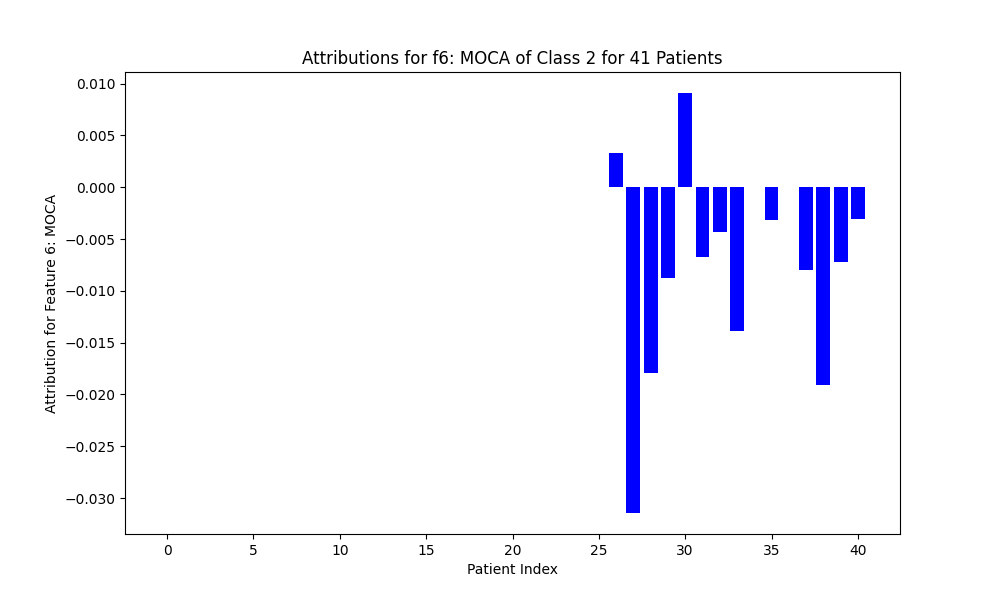 Attributions for f6: MOCA of Class 2 for 41 Patients
Attribution for Feature 6: MOCA
0.010
0.005
0.000
−0.005
−0.010
−0.015
−0.020
−0.025
−0.030
0 5 10 15 20 25 30 35 40
Patient Index